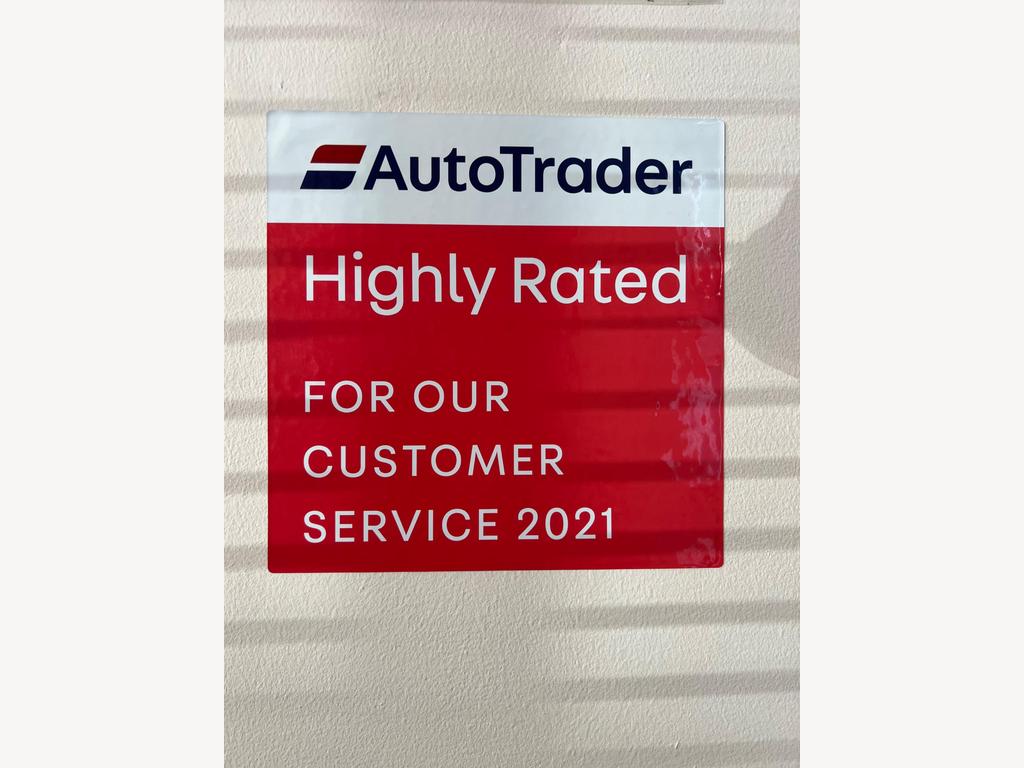 AutoTrader
Highly Rated
FOR OUR
CUSTOMER
SERVICE 2021